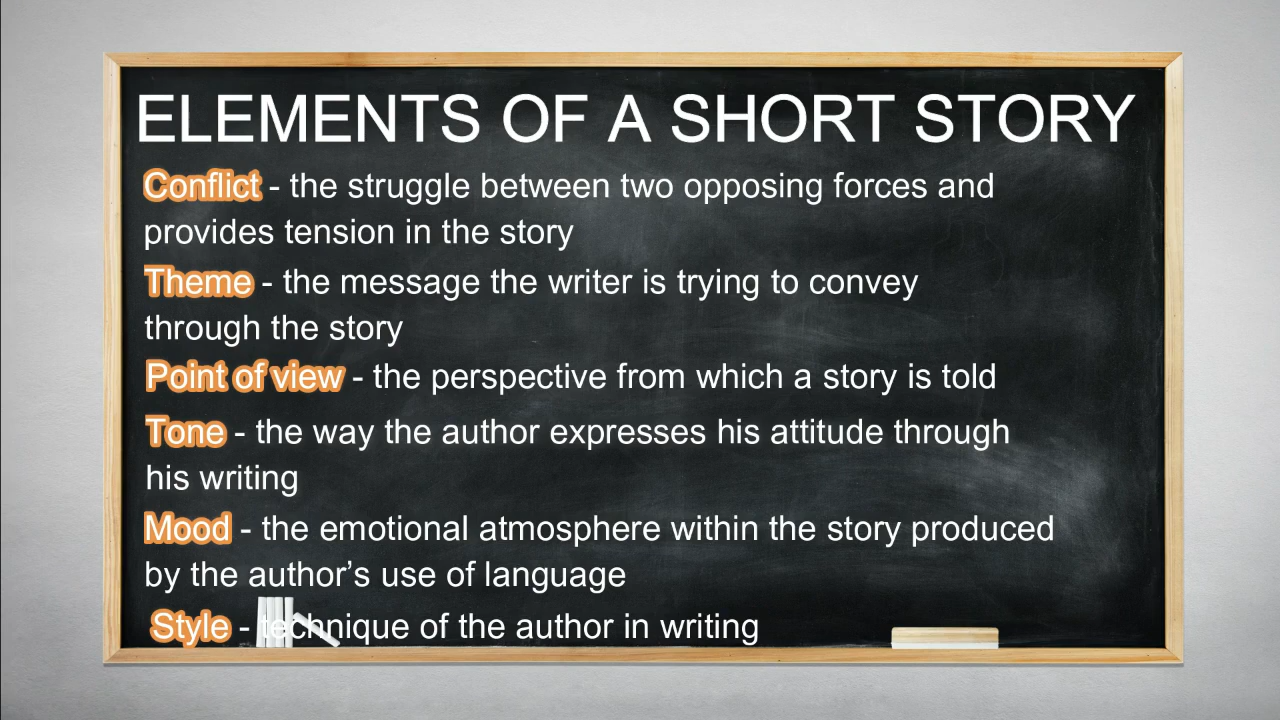 ELEMENTS OF A SHORT STORY
Conflict - the struggle between two opposing forces and
provides tension in the story
Theme - the message the writer is trying to convey
through the story
Point of view - the perspective from which a story is told
Tone - the way the author expresses his attitude through
his writing
Mood - the emotional atmosphere within the story produced
by the author’s use of language
Style - technique of the author in writing